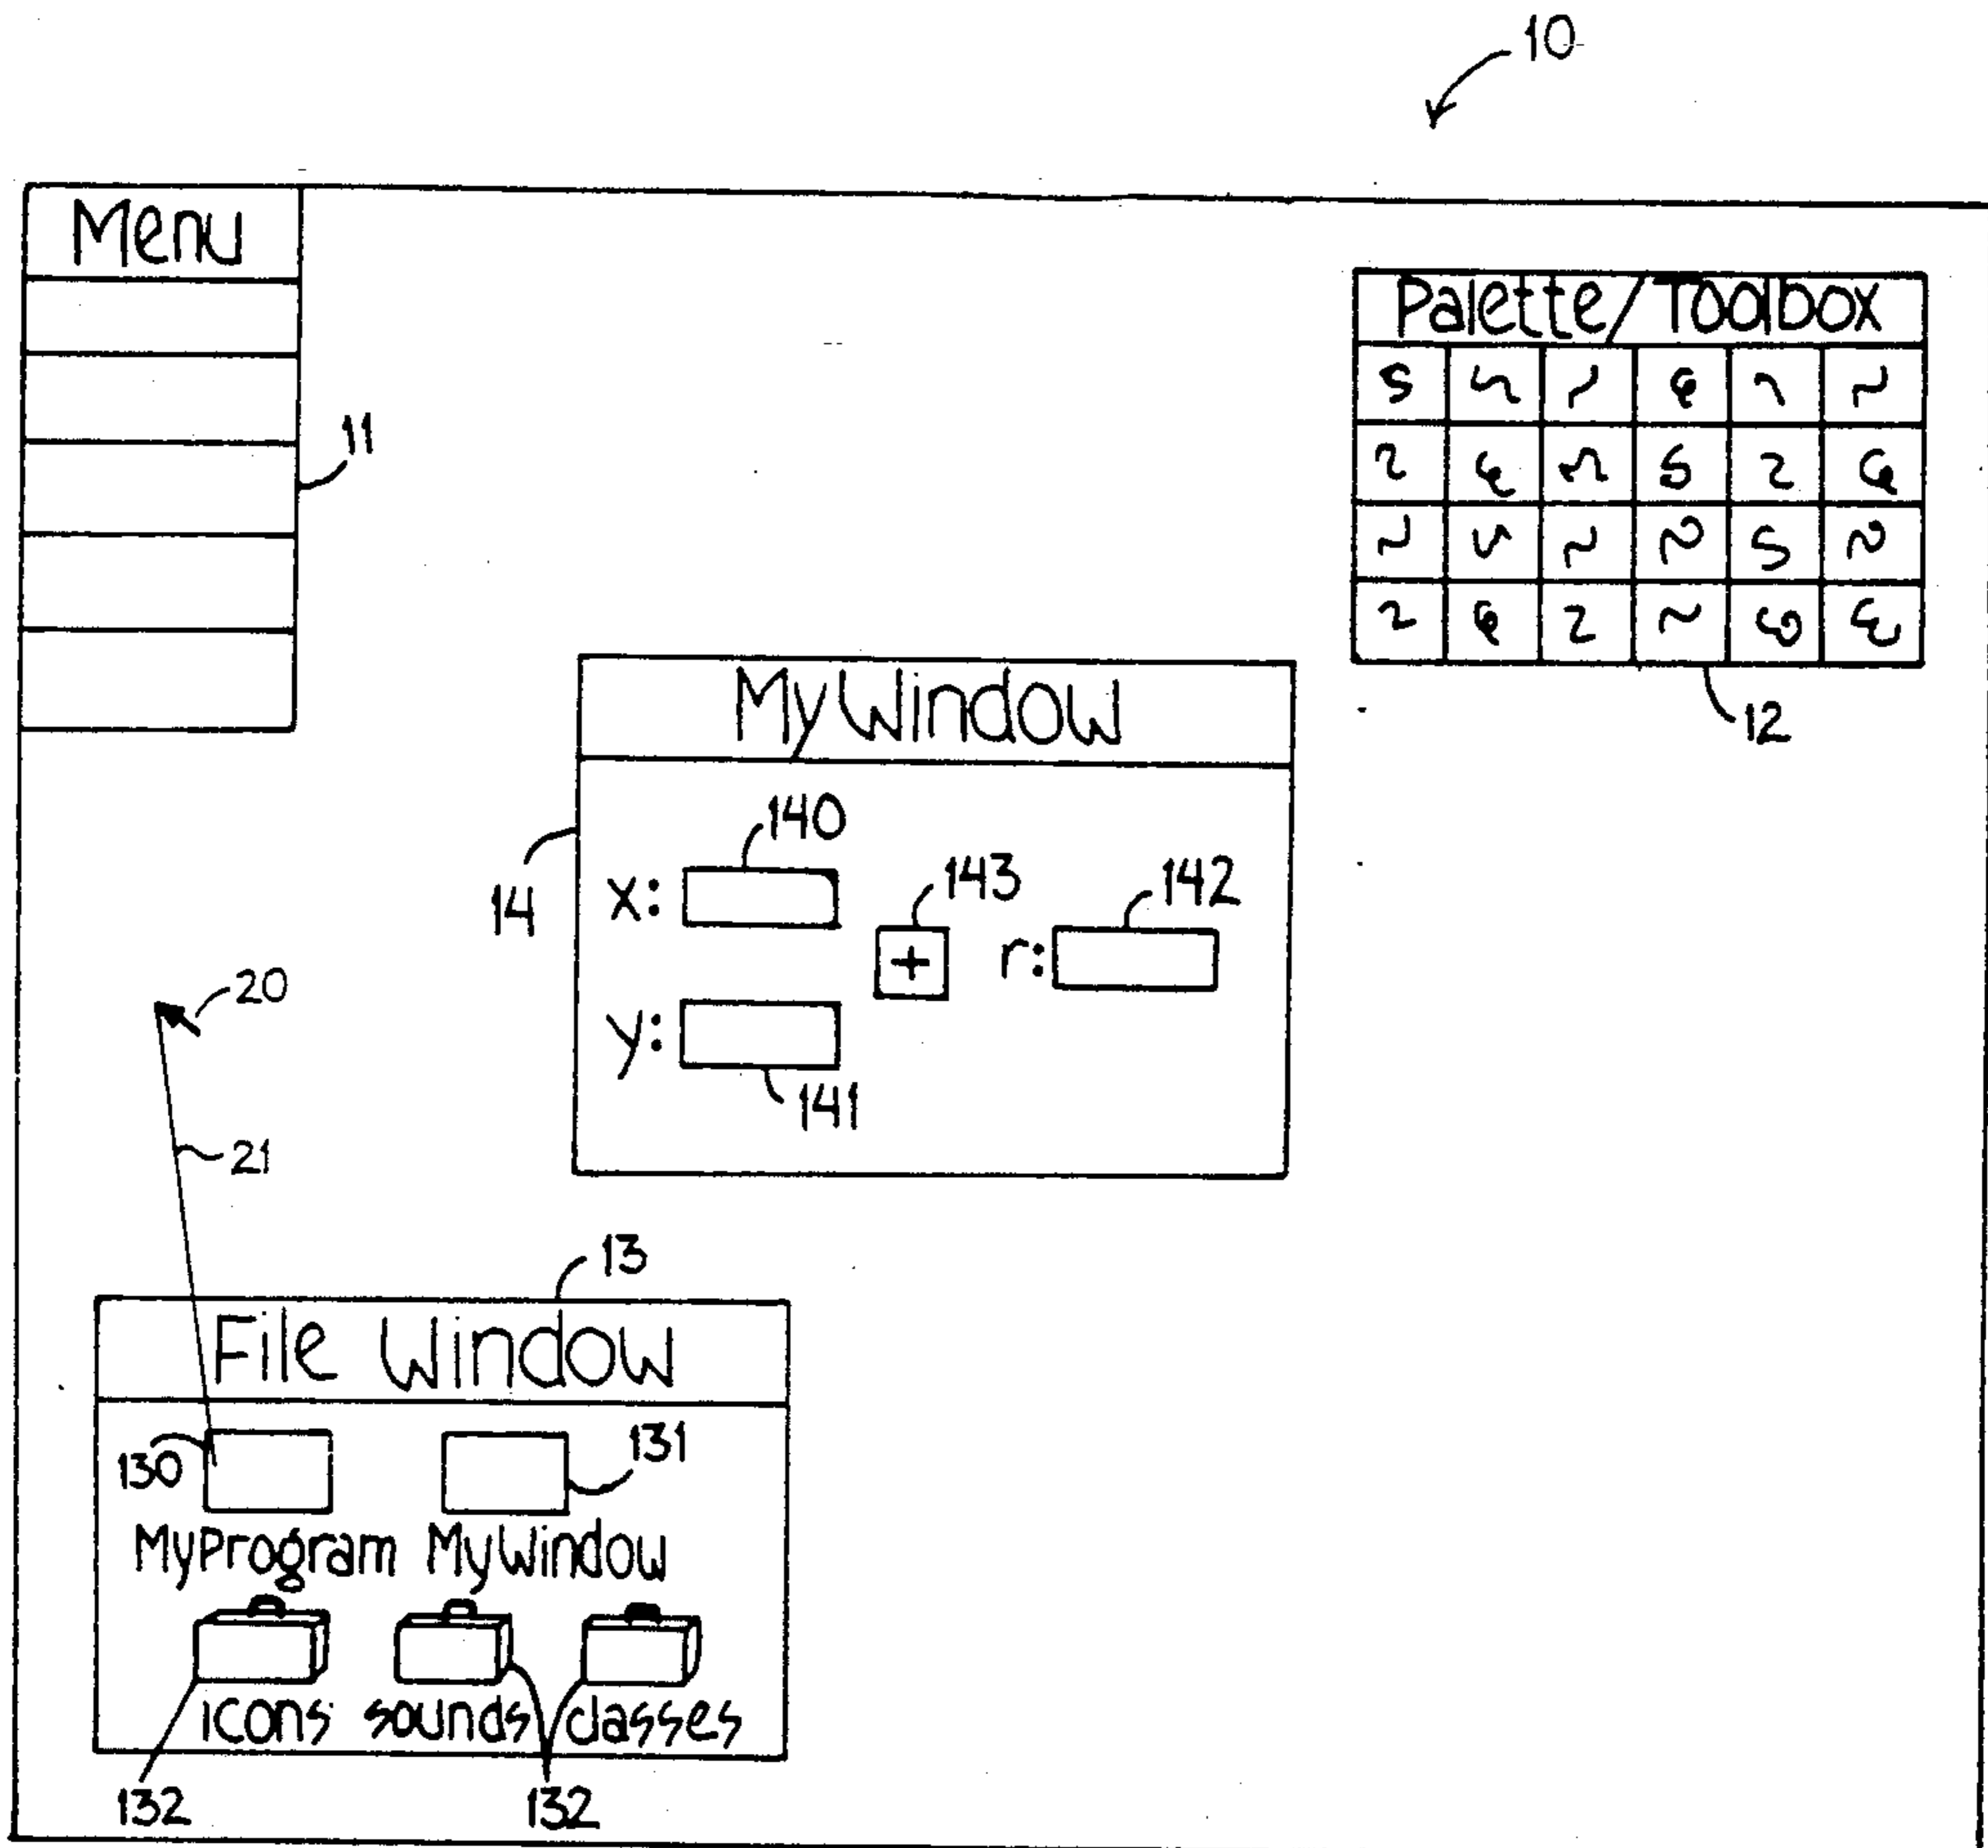 10
Menu
Palette/Toolbox
11
12
MyWindow
140
14
x:
143
142
+
r:
20
y:
141
21
13
File Window
130
131
MyProgram MyWindow
icons sounds classes
132
132